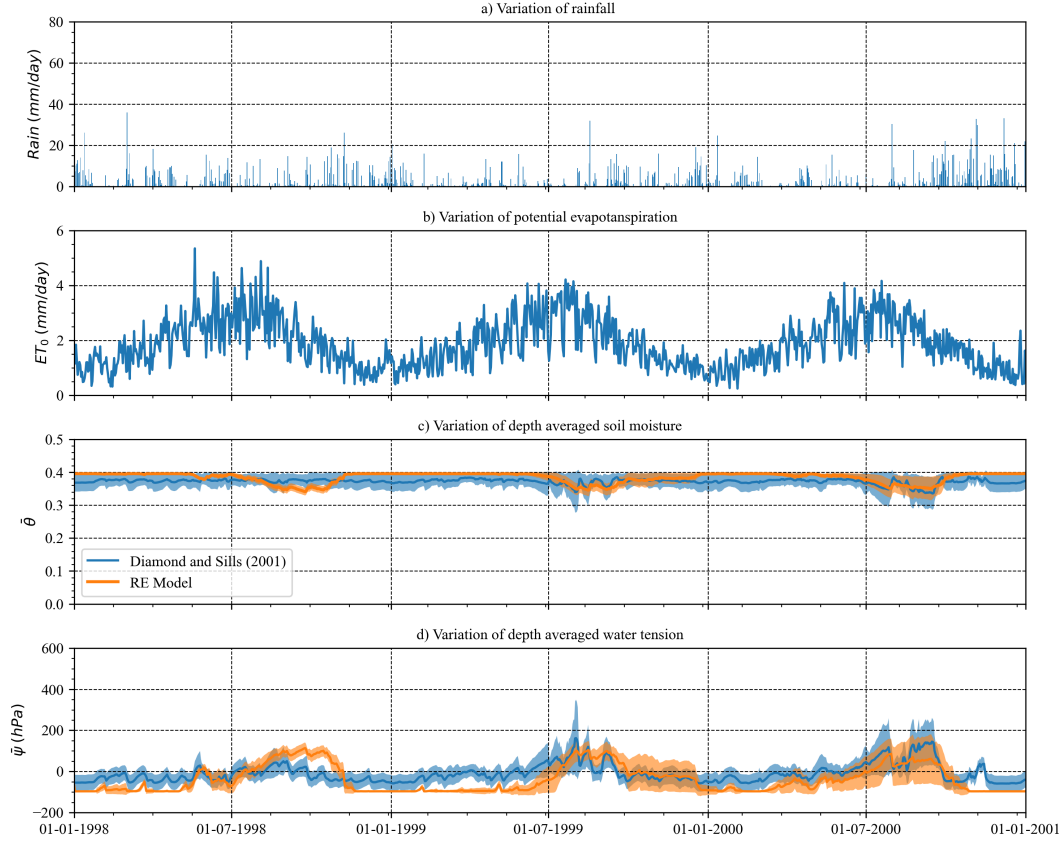 a) Variation of rainfall
80
60
40
20
0
Rain (mm/day)
b) Variation of potential evapotanspiration
6
4
2
0
ET₀ (mm/day)
c) Variation of depth averaged soil moisture
0.5
0.4
0.3
0.2
0.1
0.0
θ̄
Diamond and Sills (2001)
RE Model
d) Variation of depth averaged water tension
600
400
200
0
−200
ψ̄ (hPa)
01-01-1998
01-07-1998
01-01-1999
01-07-1999
01-01-2000
01-07-2000
01-01-2001